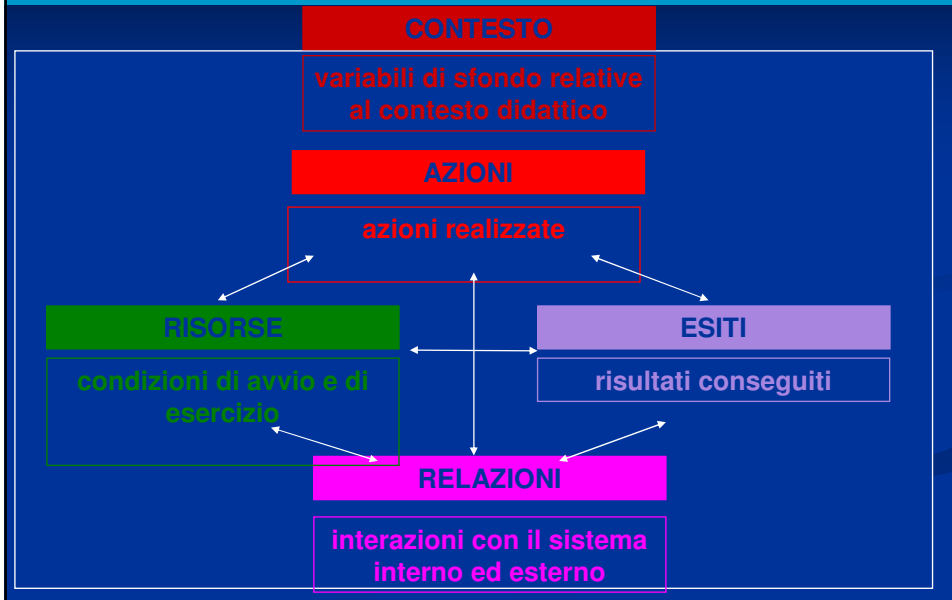 CONTESTO
variabili di sfondo relative
al contesto didattico
AZIONI
azioni realizzate
RISORSE
condizioni di avvio e di
esercizio
ESITI
risultati conseguiti
RELAZIONI
interazioni con il sistema
interno ed esterno